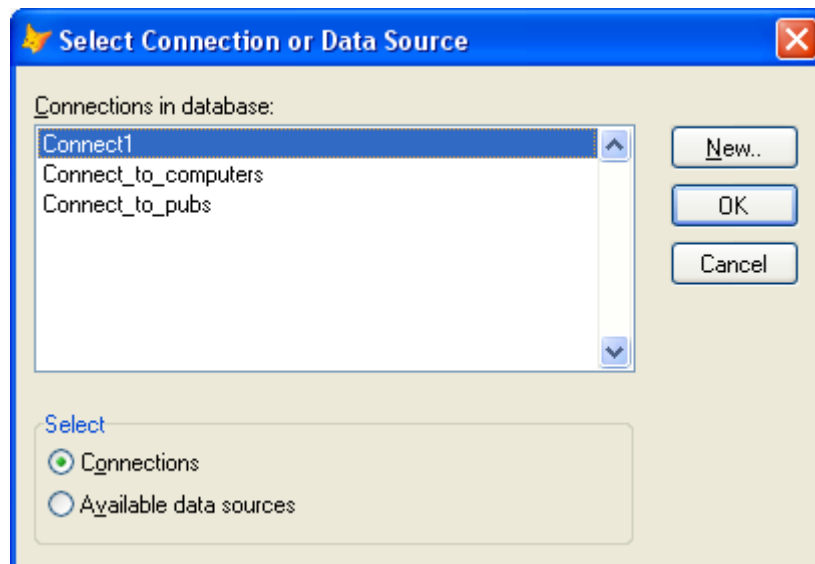 Select Connection or Data Source
Connections in database:
Connect1
Connect_to_computers
Connect_to_pubs
New..
OK
Cancel
Select
Connections
Available data sources